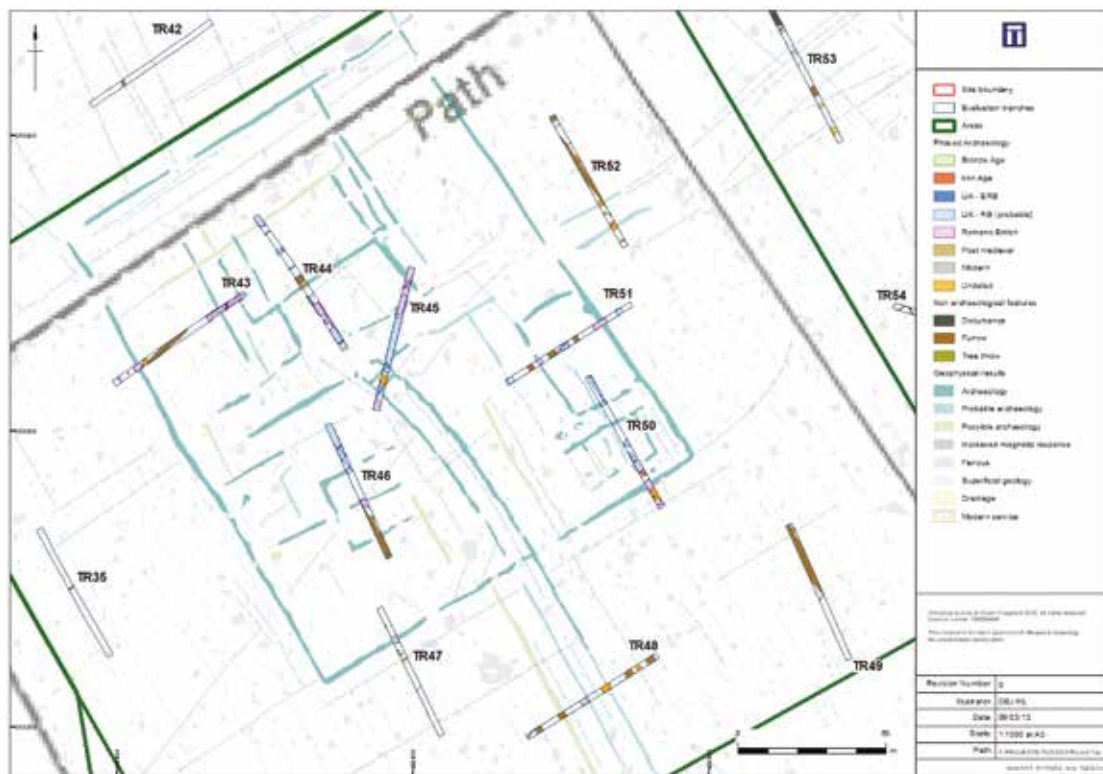 TR42
Path
TR53
TR52
TR44
TR43
TR45
TR51
TR54
TR50
TR46
TR35
TR47
TR48
TR49
0
Site boundary
Evaluation trenches
Areas
Phased Archaeology
Bronze Age
Iron Age
LIA - ERB
LIA - RB (probable)
Romano British
Post medieval
Modern
Undated
Non archaeological features
Disturbance
Furrow
Tree throw
Geophysical results
Archaeology
Probable archaeology
Possible archaeology
Increased magnetic response
Ferrous
Superficial geology
Drainage
Modern service
Revision Number
Illustrator
Date
Scale
Path